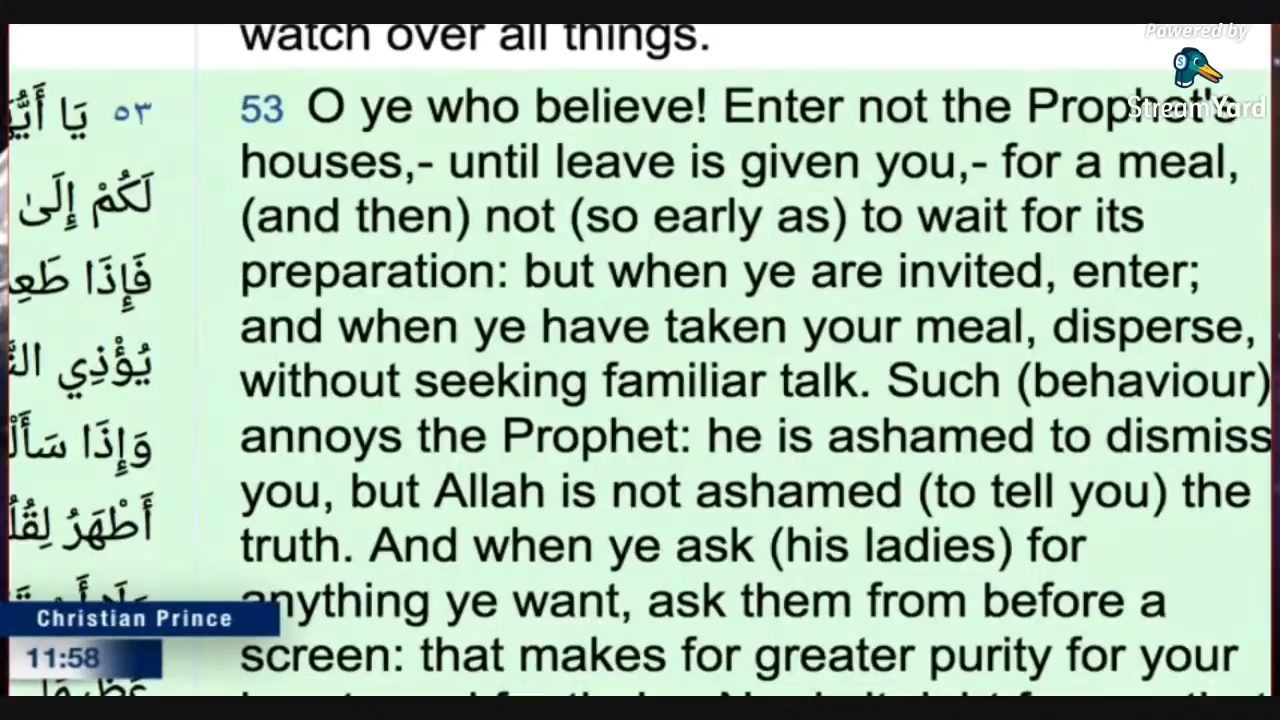 watch over all things.
53 O ye who believe! Enter not the Prophet's
houses,- until leave is given you,- for a meal,
(and then) not (so early as) to wait for its
preparation: but when ye are invited, enter;
and when ye have taken your meal, disperse,
without seeking familiar talk. Such (behaviour)
annoys the Prophet: he is ashamed to dismiss
you, but Allah is not ashamed (to tell you) the
truth. And when ye ask (his ladies) for
anything ye want, ask them from before a
screen: that makes for greater purity for your
٥٣ يَا
لَكُمْ إِلَىٰ
فَإِذَا
يُؤْذِي
وَإِذَا
أَطْهَرُ
عَظِيمًا
Powered by
StreamYard
Christian Prince
11:58